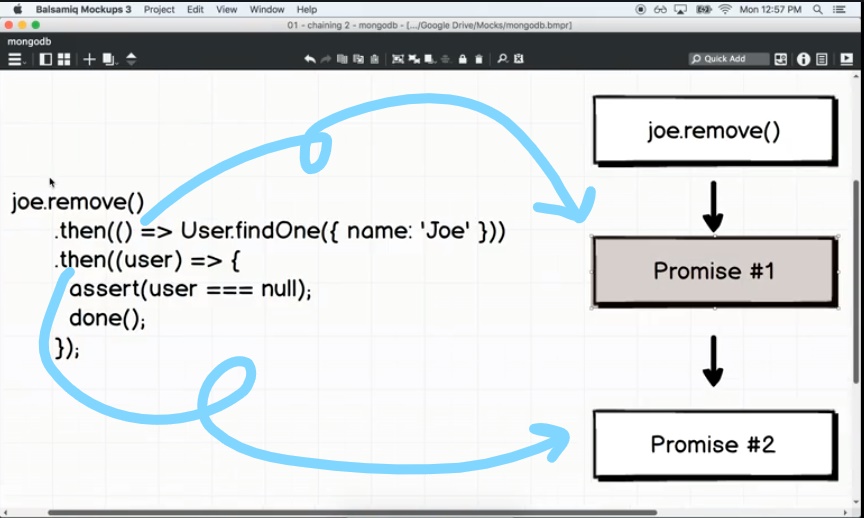 Balsamiq Mockups 3 Project Edit View Window Help Mon 12:57 PM
01 - chaining 2 - mongodb - [.../Google Drive/Mocks/mongodb.bmpr]
mongodb
Quick Add
joe.remove()
joe.remove()
.then(() => User.findOne({ name: 'Joe' }))
.then((user) => {
assert(user === null);
done();
});
Promise #1
Promise #2